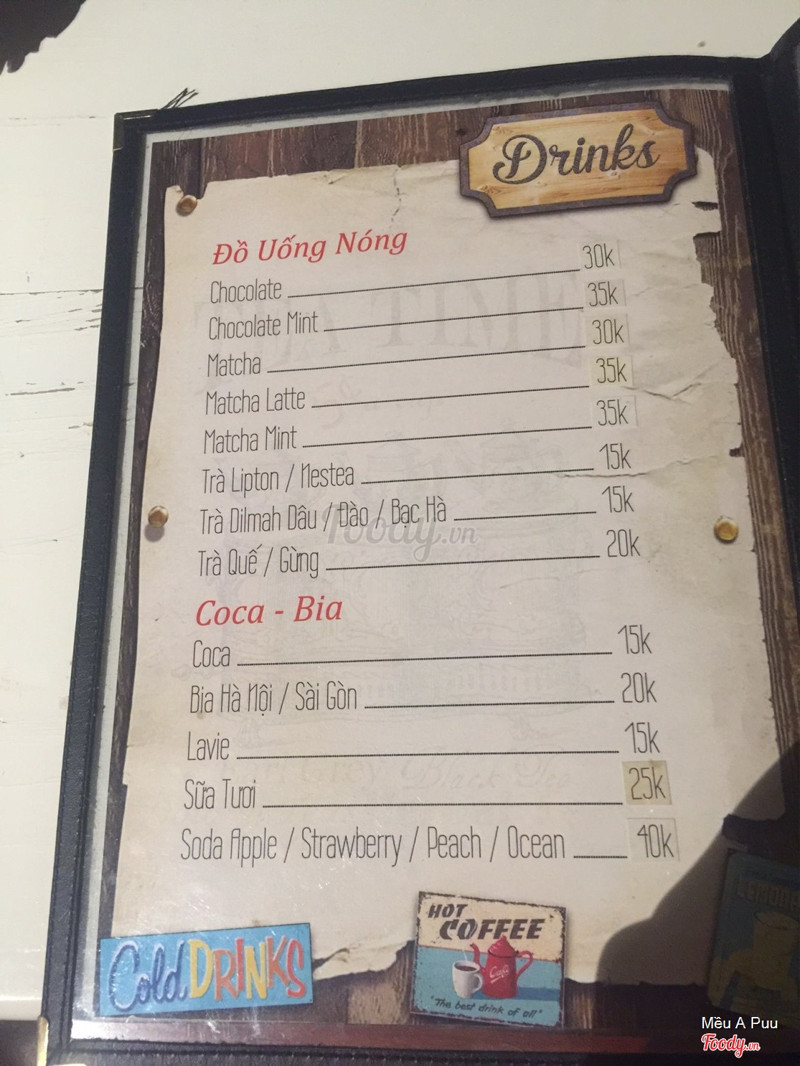 Drinks
Đồ Uống Nóng
Chocolate 30k
Chocolate Mint 35k
Matcha 30k
Matcha Latte 35k
Matcha Mint 35k
Trà Lipton / Nestea 15k
Trà Dilmah Dâu / Đào / Bạc Hà 15k
Foody.vn
Trà Quế / Gừng 20k
Coca - Bia
Coca 15k
Bia Hà Nội / Sài Gòn 20k
Lavie 15k
Sữa Tươi 25k
Soda Apple / Strawberry / Peach / Ocean 40k
Cold DRINKS
HOT COFFEE
Café
"The best drink of all"
Mều A Puu
Foody.vn